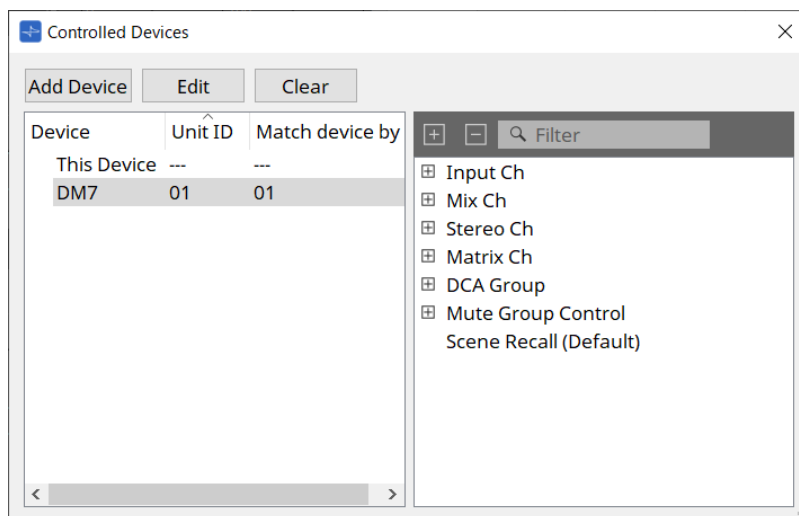 Controlled Devices
Add Device Edit Clear
Device Unit ID Match device by
This Device --- ---
DM7 01 01
Filter
Input Ch
Mix Ch
Stereo Ch
Matrix Ch
DCA Group
Mute Group Control
Scene Recall (Default)